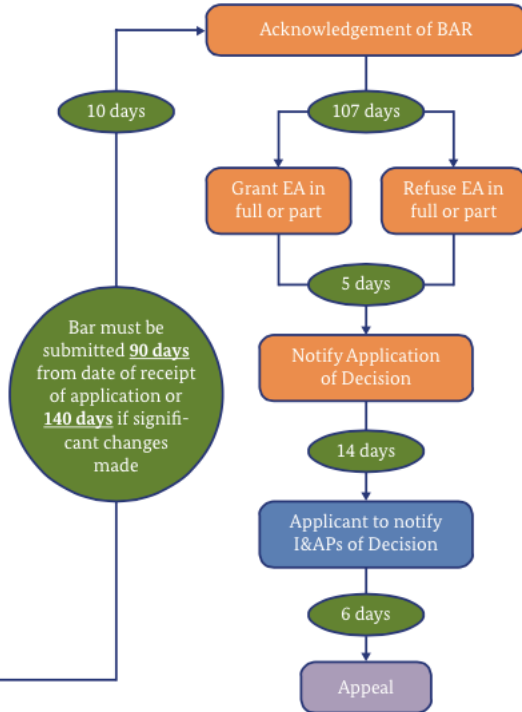 Acknowledgement of BAR
10 days
107 days
Grant EA in
full or part
Refuse EA in
full or part
5 days
Bar must be
submitted 90 days
from date of receipt
of application or
140 days if signifi-
cant changes
made
Notify Application
of Decision
14 days
Applicant to notify
I&APs of Decision
6 days
Appeal